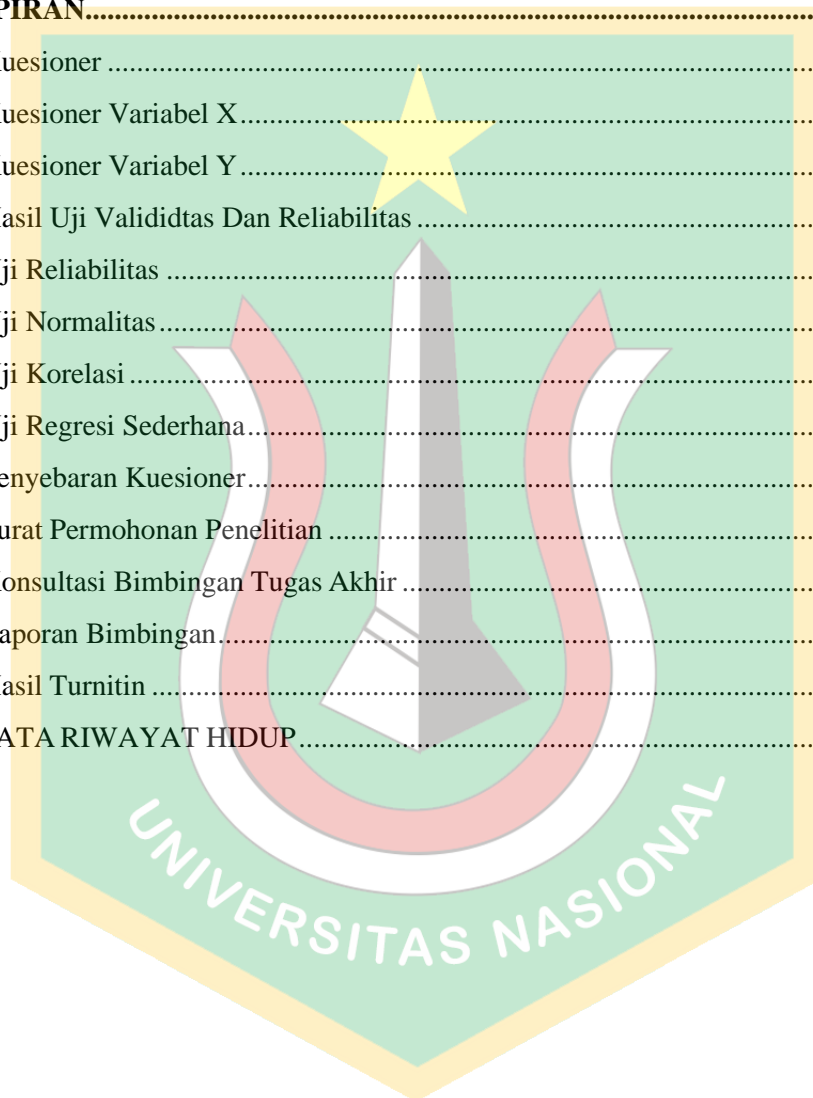 PIRAN
uesioner
uesioner Variabel X
uesioner Variabel Y
asil Uji Valididtas Dan Reliabilitas
ji Reliabilitas
ji Normalitas
ji Korelasi
ji Regresi Sederhana
enyebaran Kuesioner
urat Permohonan Penelitian
onsultasi Bimbingan Tugas Akhir
aporan Bimbingan
asil Turnitin
ATA RIWAYAT HIDUP
UNIVERSITAS NASIONAL